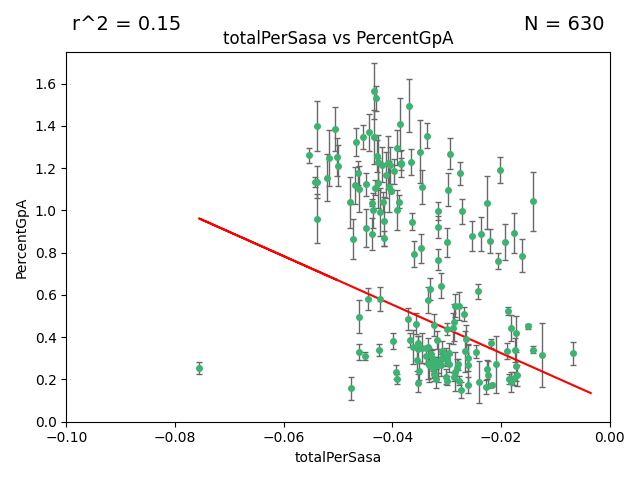 r^2 = 0.15 N = 630
totalPerSasa vs PercentGpA
1.6
1.4
1.2
1.0
0.8
0.6
0.4
0.2
0.0
PercentGpA
−0.10 −0.08 −0.06 −0.04 −0.02 0.00
totalPerSasa